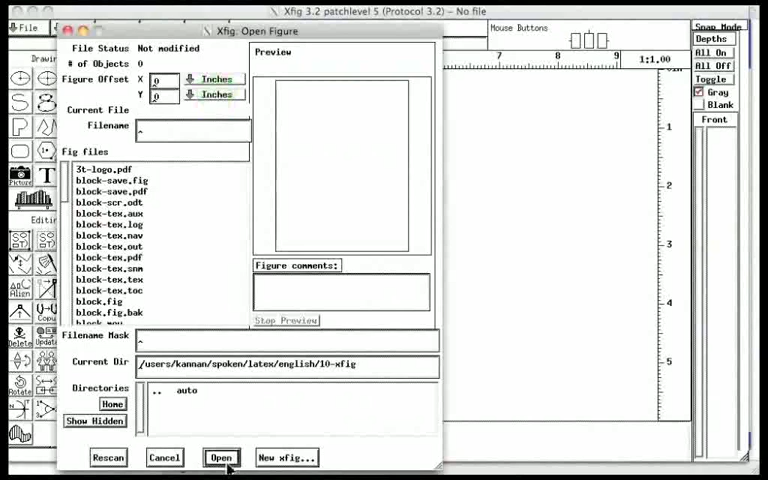 Xfig 3.2 patchlevel 5 (Protocol 3.2) – No file
File
Xfig: Open Figure
Mouse Buttons
Snap Mode
File Status Not modified
# of Objects 0
Figure Offset X 0 Inches
Y 0 Inches
Current File
Filename
Fig files
Preview
3t-logo.pdf
block-save.fig
block-save.pdf
block-scr.odt
block-tex.aux
block-tex.log
block-tex.nav
block-tex.out
block-tex.pdf
block-tex.snm
block-tex.tex
block-tex.toc
block.fig
block.fig.bak
Figure comments:
Stop Preview
Filename Mask
Current Dir /users/kannan/spoken/latex/english/10-xfig
Directories .. auto
Home
Show Hidden
Rescan Cancel Open New xfig...
7 8 9 1:1.00
1
2
3
4
5
Depths
All On
All Off
Toggle
Gray
Blank
Front
Picture
T
Editin
Align
Copy
Delete
Update
Rotate